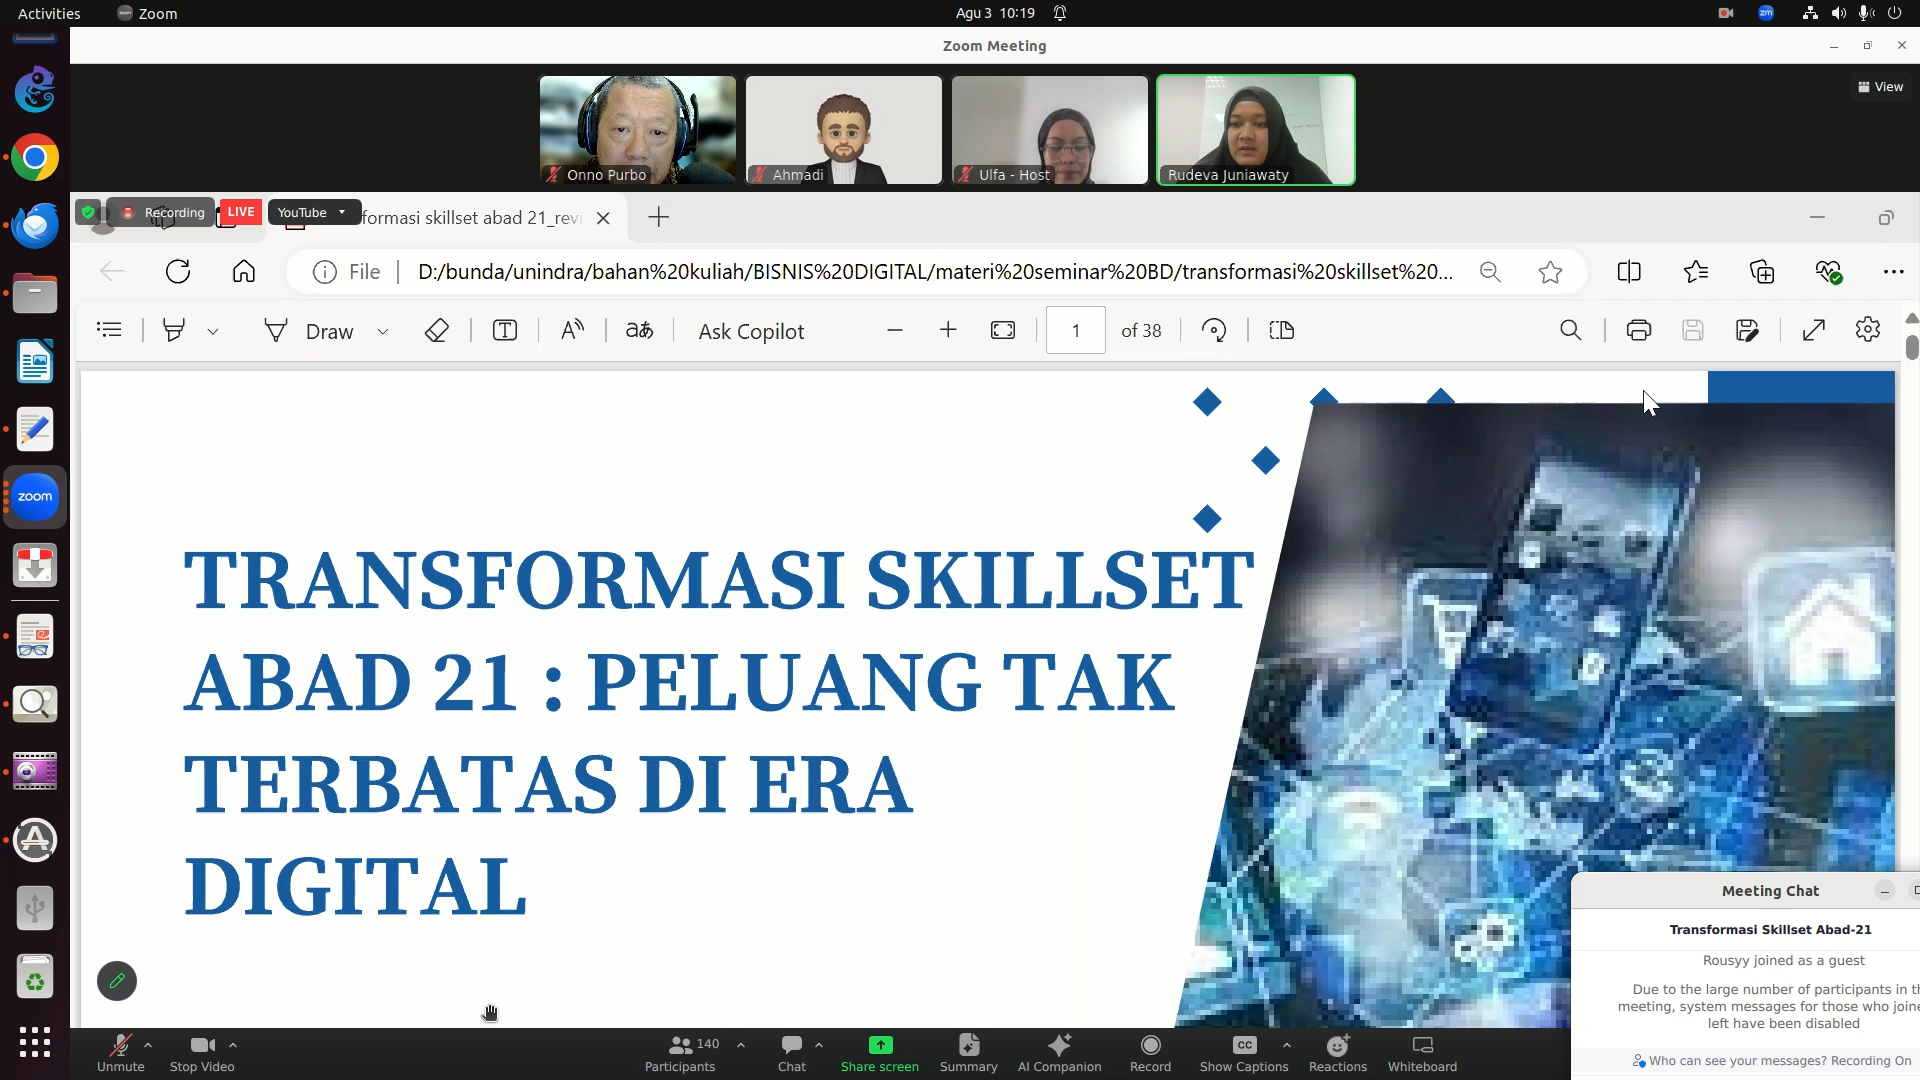 Activities
Zoom
Agu 3 10:19
zm
Zoom Meeting
View
Onno Purbo
Ahmadi
Ulfa - Host
Rudeva Juniawaty
Recording
LIVE
YouTube
formasi skillset abad 21_rev
File
D:/bunda/unindra/bahan%20kuliah/BISNIS%20DIGITAL/materi%20seminar%20BD/transformasi%20skillset%20...
Draw
Ask Copilot
1 of 38
zoom
TRANSFORMASI SKILLSET
ABAD 21 : PELUANG TAK
TERBATAS DI ERA
DIGITAL
Meeting Chat
Transformasi Skillset Abad-21
Rousyy joined as a guest
Due to the large number of participants in th
meeting, system messages for those who joine
left have been disabled
Who can see your messages? Recording On
Unmute
Stop Video
Participants
140
Chat
Share screen
Summary
AI Companion
Record
CC
Show Captions
Reactions
Whiteboard